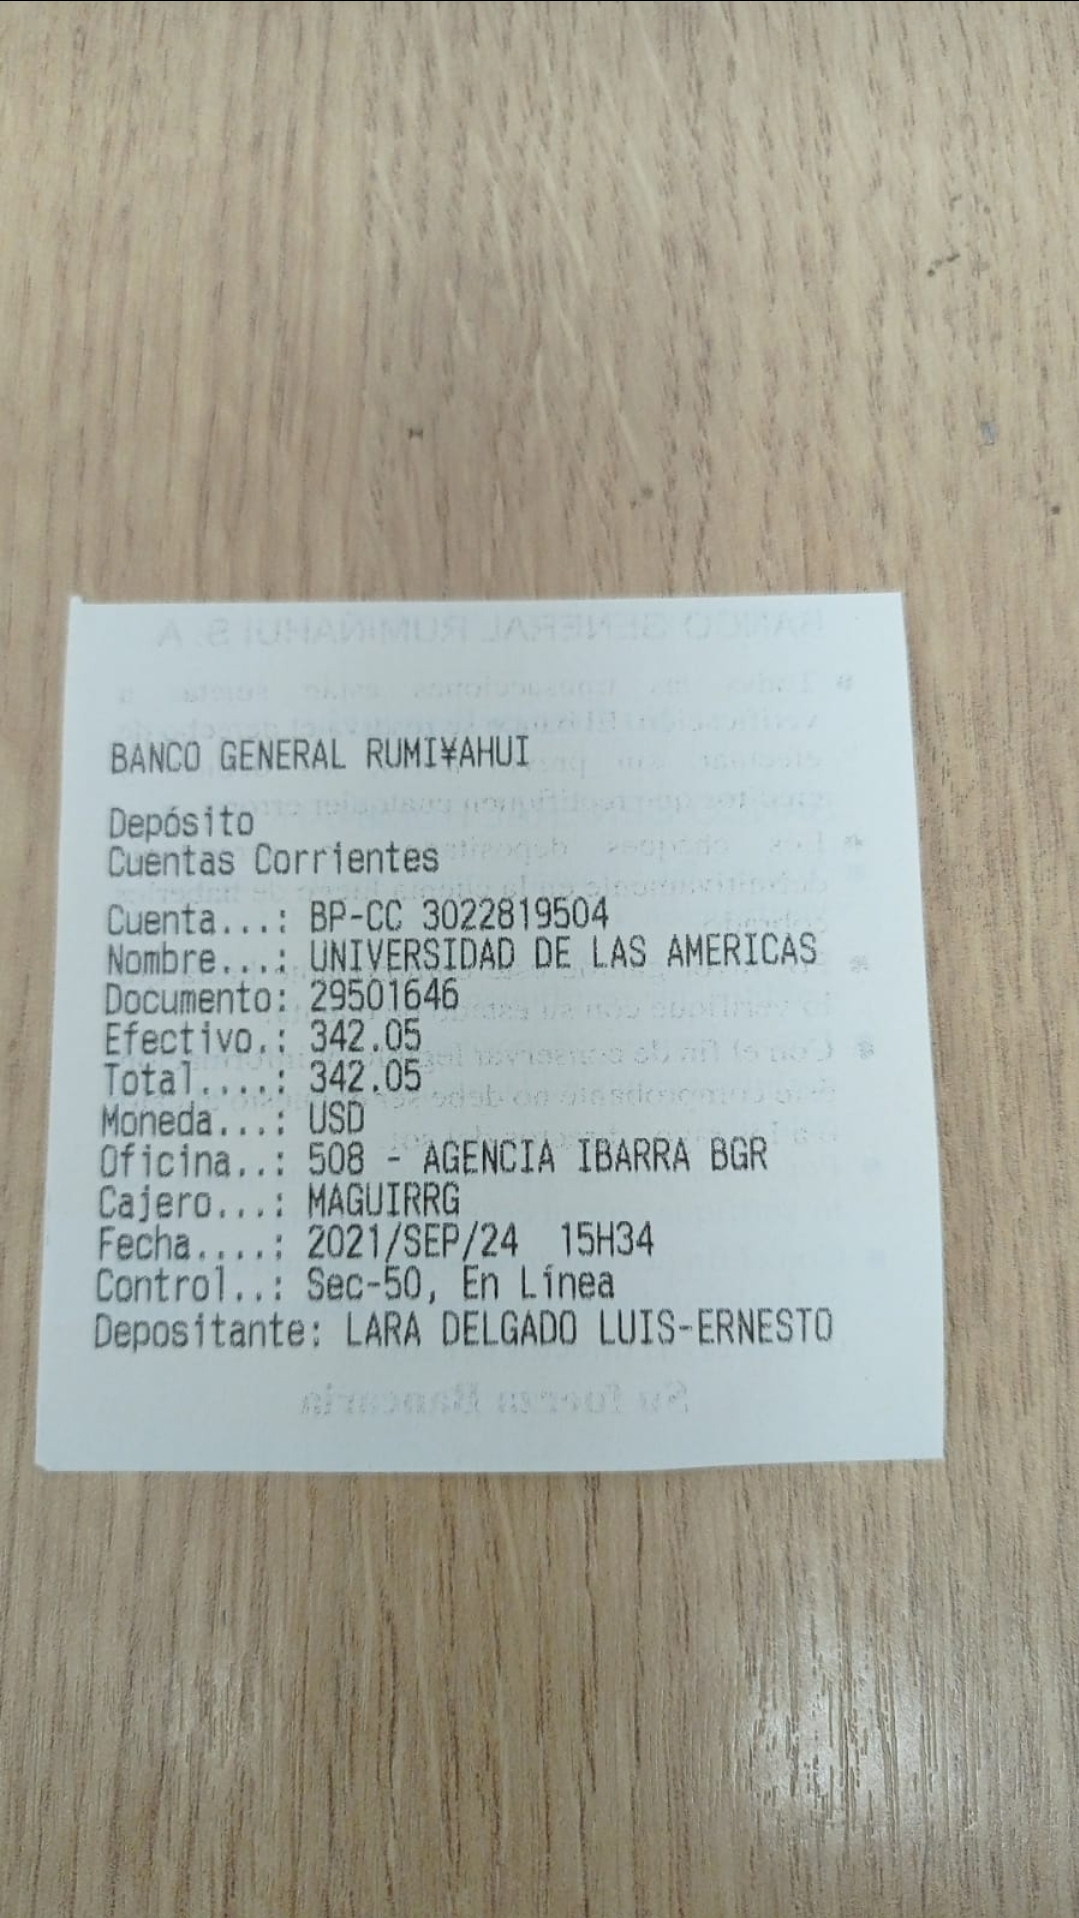 BANCO GENERAL RUMI¥AHUI
Depósito
Cuentas Corrientes
Cuenta...: BP-CC 3022819504
Nombre...: UNIVERSIDAD DE LAS AMERICAS
Documento: 29501646
Efectivo.: 342.05
Total....: 342.05
Moneda...: USD
Oficina..: 508 - AGENCIA IBARRA BGR
Cajero...: MAGUIRRG
Fecha....: 2021/SEP/24 15H34
Control..: Sec-50, En Línea
Depositante: LARA DELGADO LUIS-ERNESTO